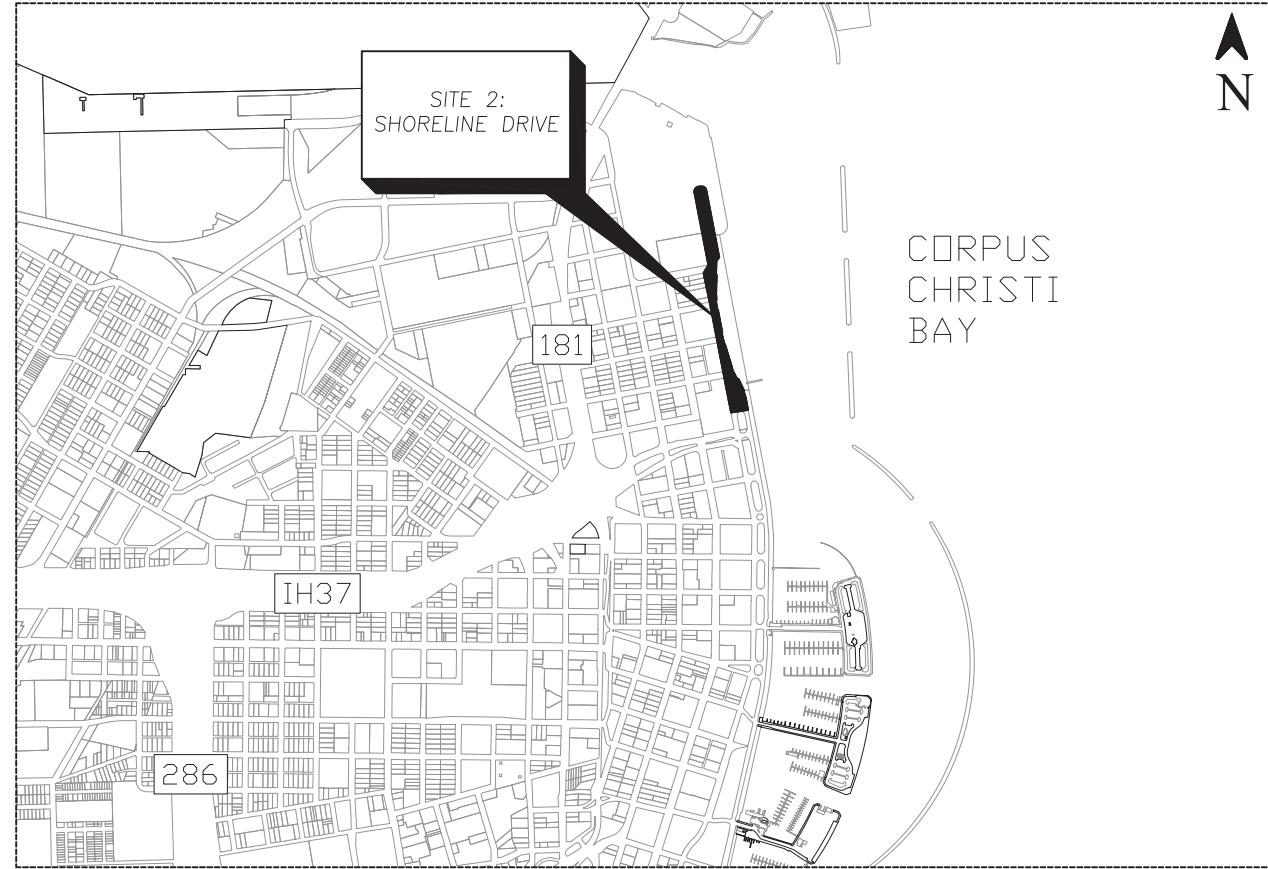 N
SITE 2:
SHORELINE DRIVE
CORPUS
CHRISTI
BAY
181
IH37
286